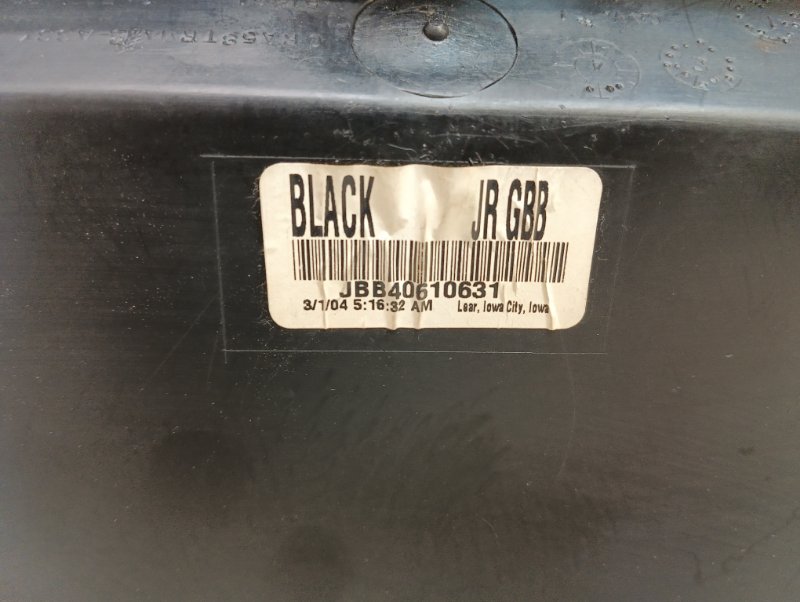 BLACK JR GBB
JBB40610631
3/1/04 5:16:32 AM Lear, Iowa City, Iowa